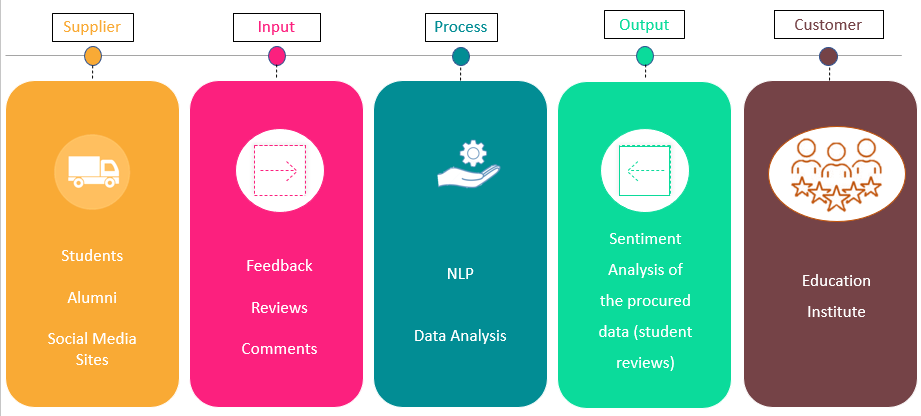 Supplier
Input
Process
Output
Customer
Students
Alumni
Social Media
Sites
Feedback
Reviews
Comments
NLP
Data Analysis
Sentiment
Analysis of
the procured
data (student
reviews)
Education
Institute